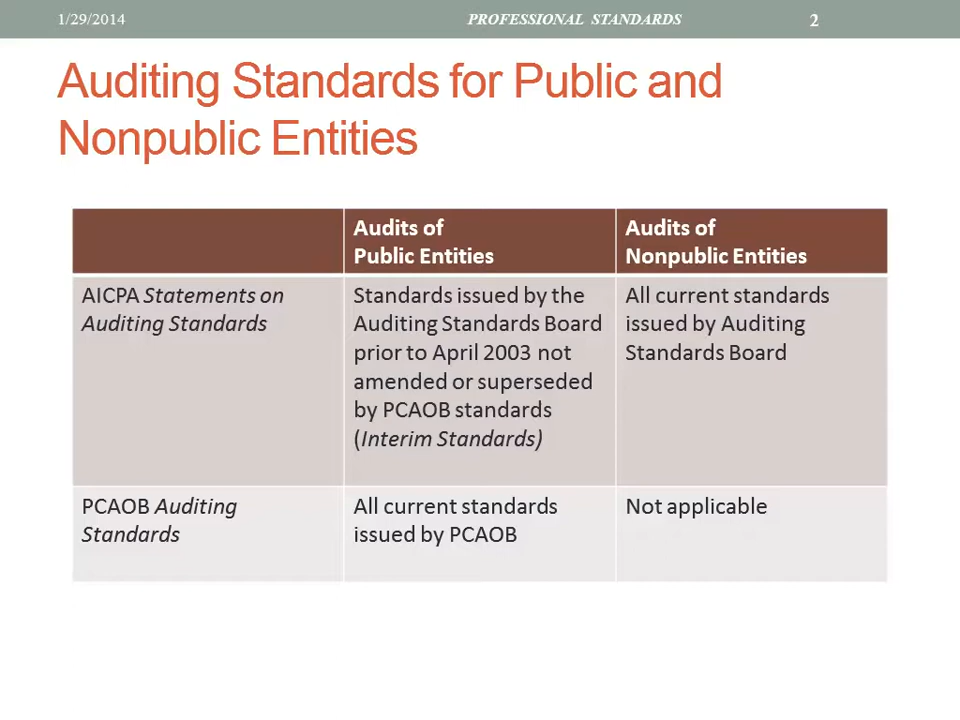 1/29/2014
PROFESSIONAL STANDARDS
2
Auditing Standards for Public and
Nonpublic Entities
Audits of
Public Entities
Audits of
Nonpublic Entities
AICPA Statements on
Auditing Standards
Standards issued by the
Auditing Standards Board
prior to April 2003 not
amended or superseded
by PCAOB standards
(Interim Standards)
All current standards
issued by Auditing
Standards Board
PCAOB Auditing
Standards
All current standards
issued by PCAOB
Not applicable